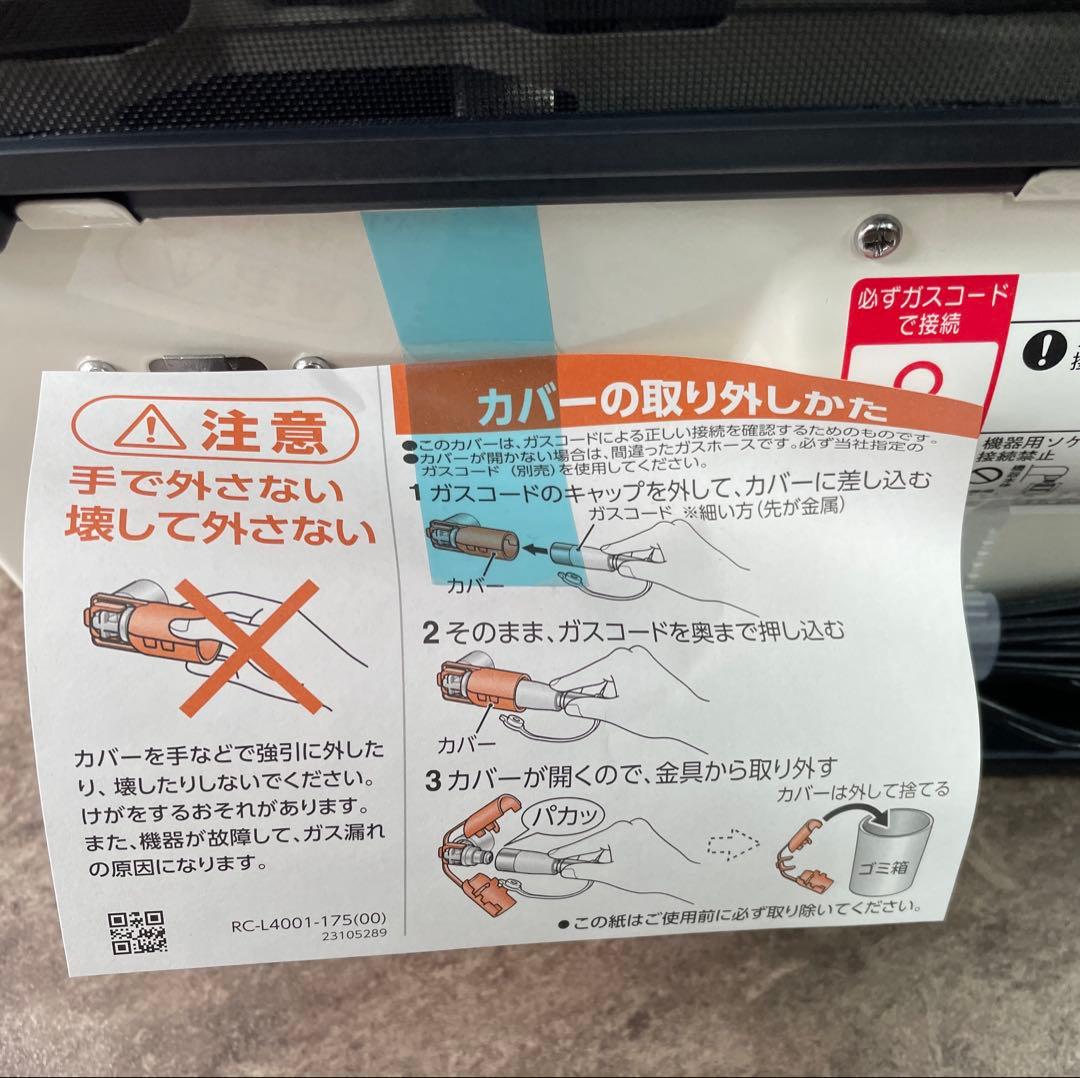 必ずガスコード
で接続
機器用ソケ
接続禁止
注意
手で外さない
壊して外さない
カバーを手などで強引に外した
り、壊したりしないでください。
けがをするおそれがあります。
また、機器が故障して、ガス漏れ
の原因になります。
RC-L4001-175(00)
23105289
カバーの取り外しかた
●このカバーは、ガスコードによる正しい接続を確認するためのものです。
●カバーが開かない場合は、間違ったガスホースです。必ず当社指定の
ガスコード（別売）を使用してください。
1 ガスコードのキャップを外して、カバーに差し込む
ガスコード ※細い方（先が金属）
カバー
2 そのまま、ガスコードを奥まで押し込む
カバー
3 カバーが開くので、金具から取り外す
カバーは外して捨てる
パカッ
ゴミ箱
●この紙はご使用前に必ず取り除いてください。